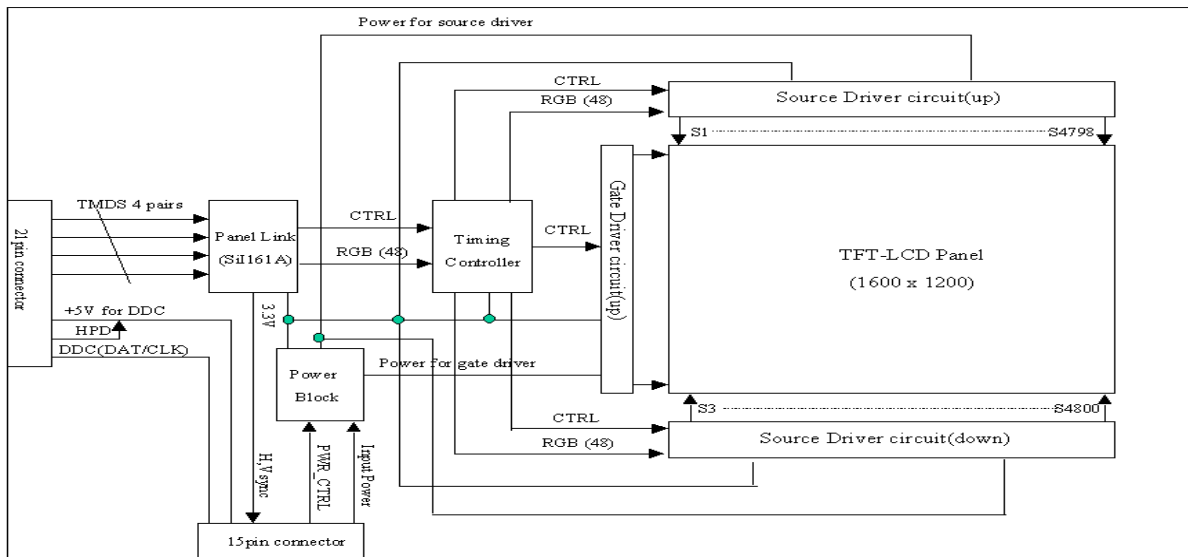 Power for source driver
CTRL
Source Driver circuit(up)
RGB (48)
S1
S4798
Gate Driver circuit(up)
TMDS 4 pairs
21pin connector
Panel Link
(SiI161A)
CTRL
RGB (48)
Timing
Controller
CTRL
TFT-LCD Panel
(1600 x 1200)
+5V for DDC
HPD
DDC(DAT/CLK)
3.3V
Power
Block
Power for gate driver
S3
S4800
CTRL
RGB (48)
Source Driver circuit(down)
H,Vsync
PWR_CTRL
Input Power
15pin connector